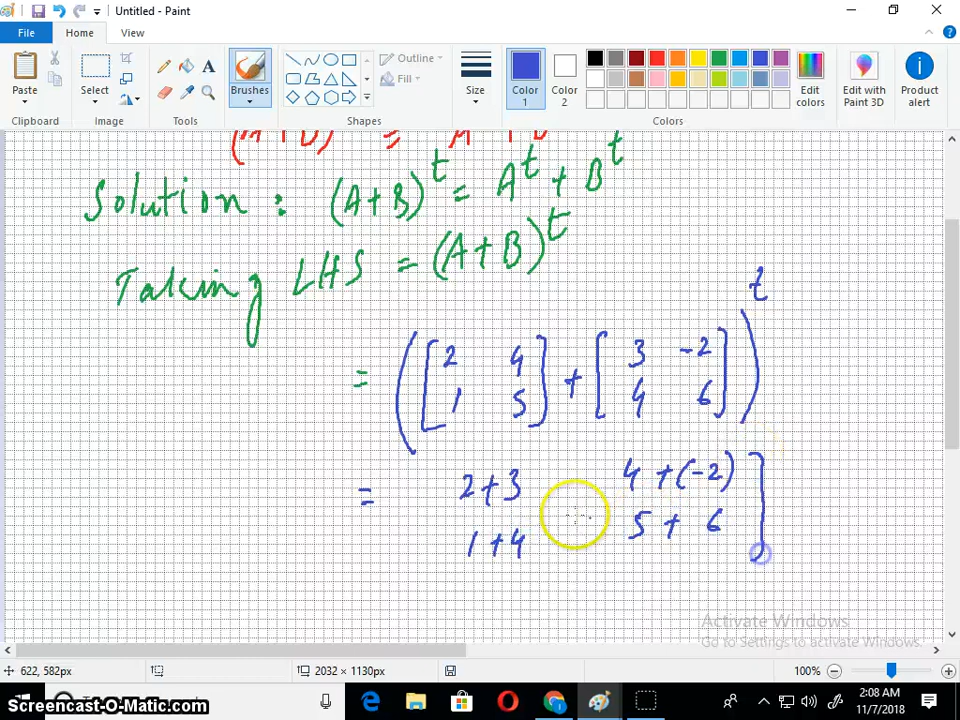 Untitled - Paint
File Home View
Paste Select Brushes Outline Fill Size Color 1 Color 2 Edit colors Edit with Paint 3D Product alert
Clipboard Image Tools Shapes Colors
Solution : (A+B)^t = A^t + B^t
Taking LHS = (A+B)^t
= ([2 4] + [3 -2])^t
[1 5] [4 6]
= 2+3 4+(-2)]
1+4 5+6]
Activate Windows
Go to Settings to activate Windows.
622, 582px 2032 × 1130px 100%
Screencast-O-Matic.com 2:08 AM
11/7/2018